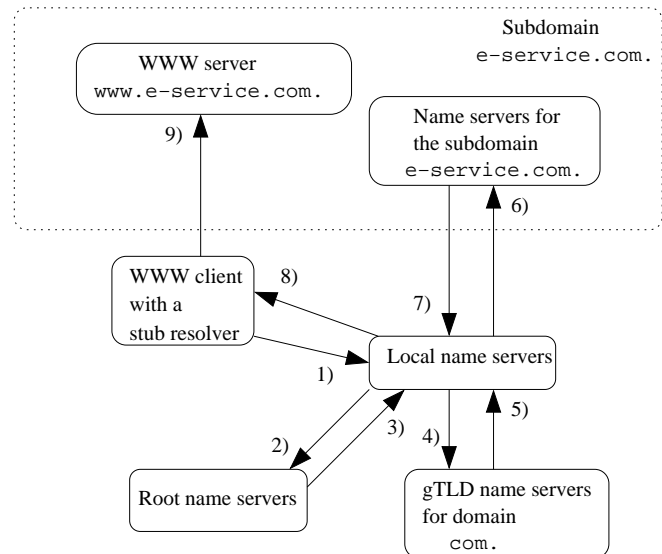 Subdomain
e-service.com.
WWW server
www.e-service.com.
9)
Name servers for
the subdomain
e-service.com.
6)
WWW client
with a
stub resolver
8)
7)
1)
Local name servers
2)
3)
4)
5)
Root name servers
gTLD name servers
for domain
com.